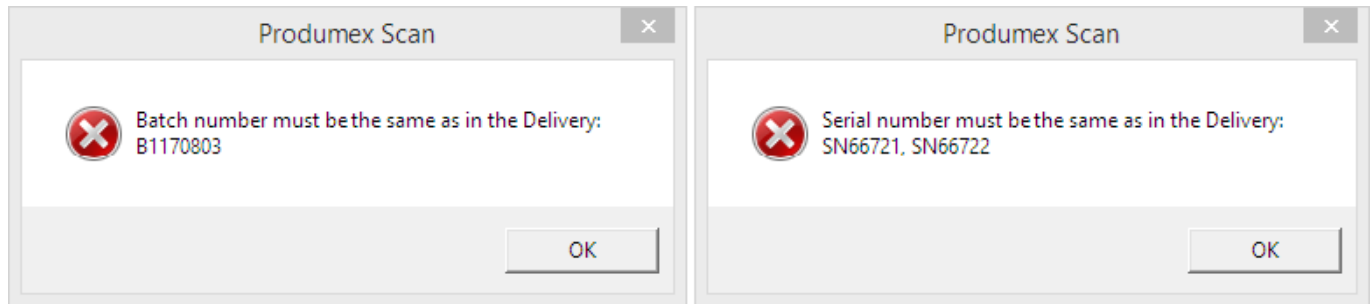 Produmex Scan
Batch number must be the same as in the Delivery:
B1170803
OK
Produmex Scan
Serial number must be the same as in the Delivery:
SN66721, SN66722
OK